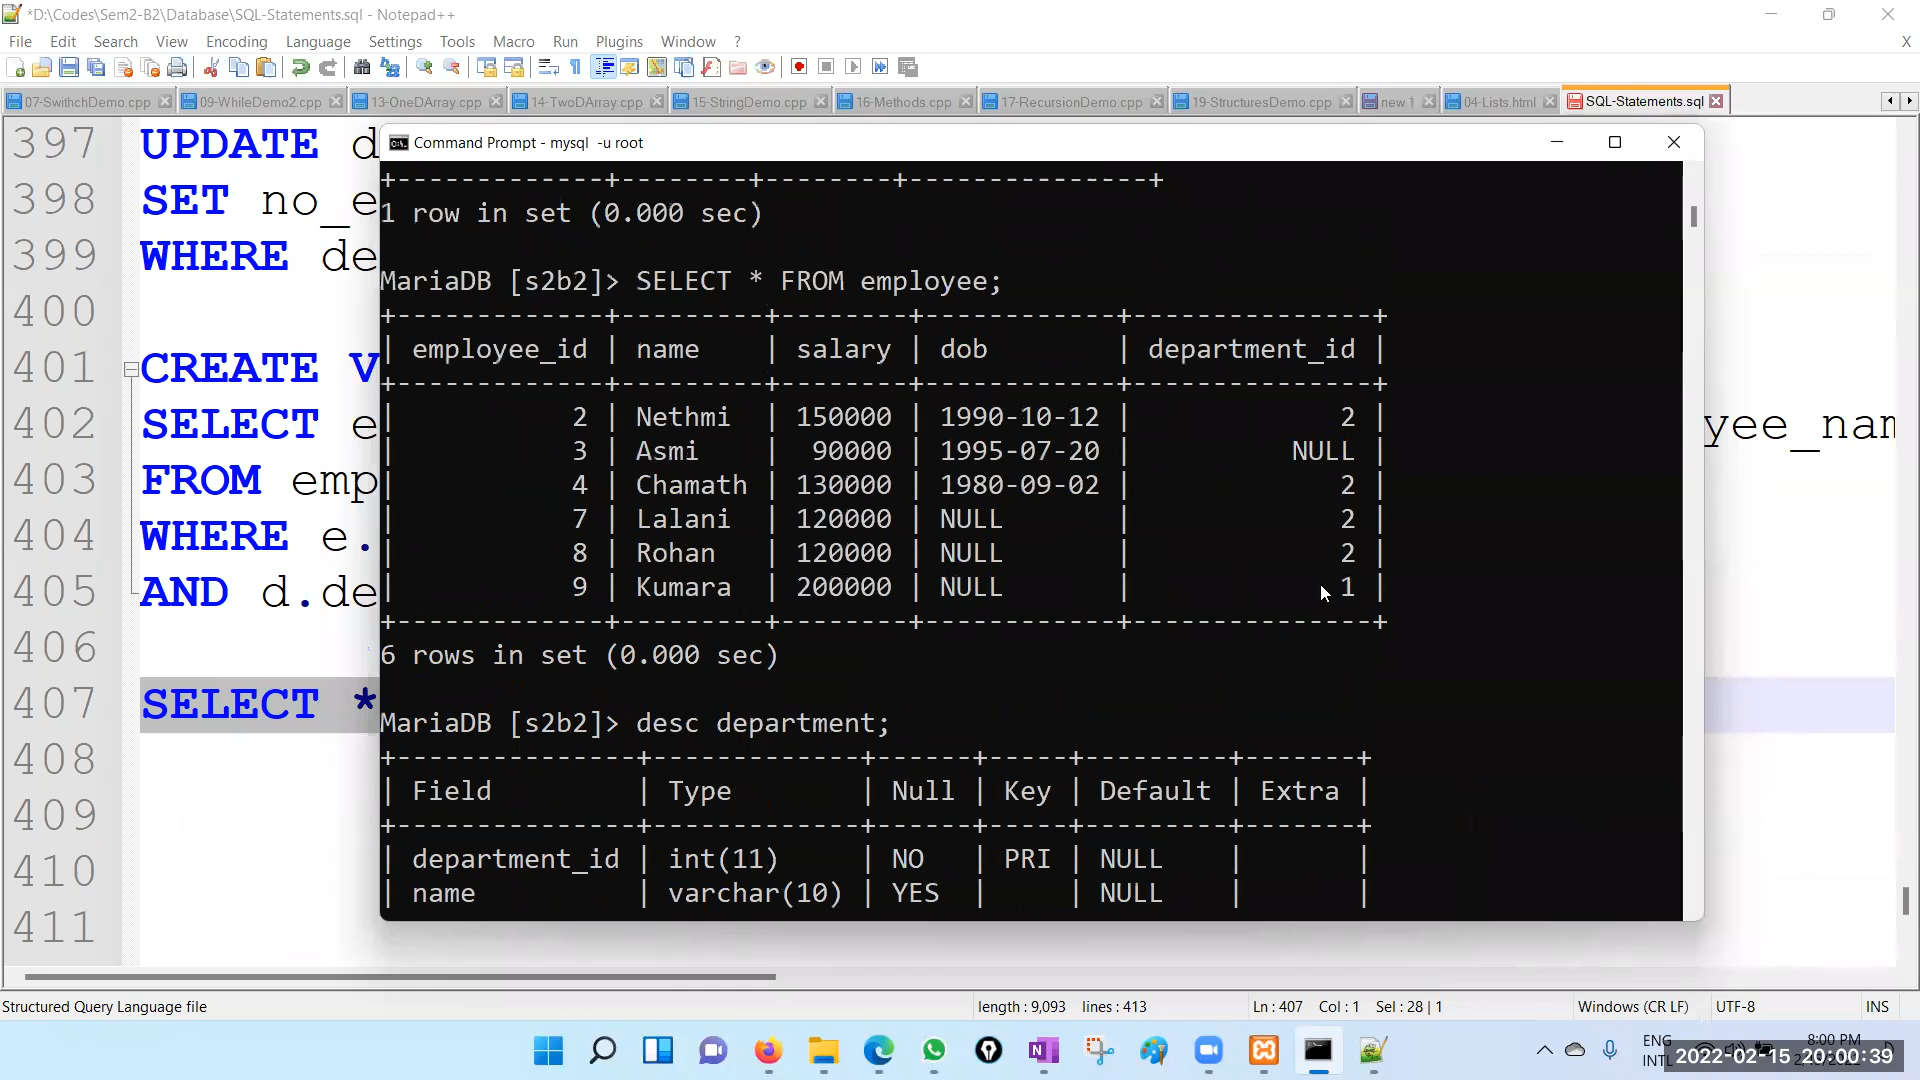 *D:\Codes\Sem2-B2\Database\SQL-Statements.sql - Notepad++
File Edit Search View Encoding Language Settings Tools Macro Run Plugins Window ? X
07-SwithchDemo.cpp 09-WhileDemo2.cpp 13-OneDArray.cpp 14-TwoDArray.cpp 15-StringDemo.cpp 16-Methods.cpp 17-RecursionDemo.cpp 19-StructuresDemo.cpp new 1 04-Lists.html SQL-Statements.sql
397 UPDATE d
398 SET no_e
399 WHERE de
400
401 CREATE V
402 SELECT e yee_nam
403 FROM emp
404 WHERE e.
405 AND d.de
406
407 SELECT *
408
409
410
411
Command Prompt - mysql -u root
+-------------+--------+--------+---------------+
1 row in set (0.000 sec)
MariaDB [s2b2]> SELECT * FROM employee;
+-------------+---------+--------+------------+---------------+
| employee_id | name | salary | dob | department_id |
+-------------+---------+--------+------------+---------------+
| 2 | Nethmi | 150000 | 1990-10-12 | 2 |
| 3 | Asmi | 90000 | 1995-07-20 | NULL |
| 4 | Chamath | 130000 | 1980-09-02 | 2 |
| 7 | Lalani | 120000 | NULL | 2 |
| 8 | Rohan | 120000 | NULL | 2 |
| 9 | Kumara | 200000 | NULL | 1 |
+-------------+---------+--------+------------+---------------+
6 rows in set (0.000 sec)
MariaDB [s2b2]> desc department;
+---------------+-------------+------+-----+---------+-------+
| Field | Type | Null | Key | Default | Extra |
+---------------+-------------+------+-----+---------+-------+
| department_id | int(11) | NO | PRI | NULL | |
| name | varchar(10) | YES | | NULL | |
Structured Query Language file length : 9,093 lines : 413 Ln : 407 Col : 1 Sel : 28 | 1 Windows (CR LF) UTF-8 INS
ENG
INTL
8:00 PM
2022-02-15 20:00:39